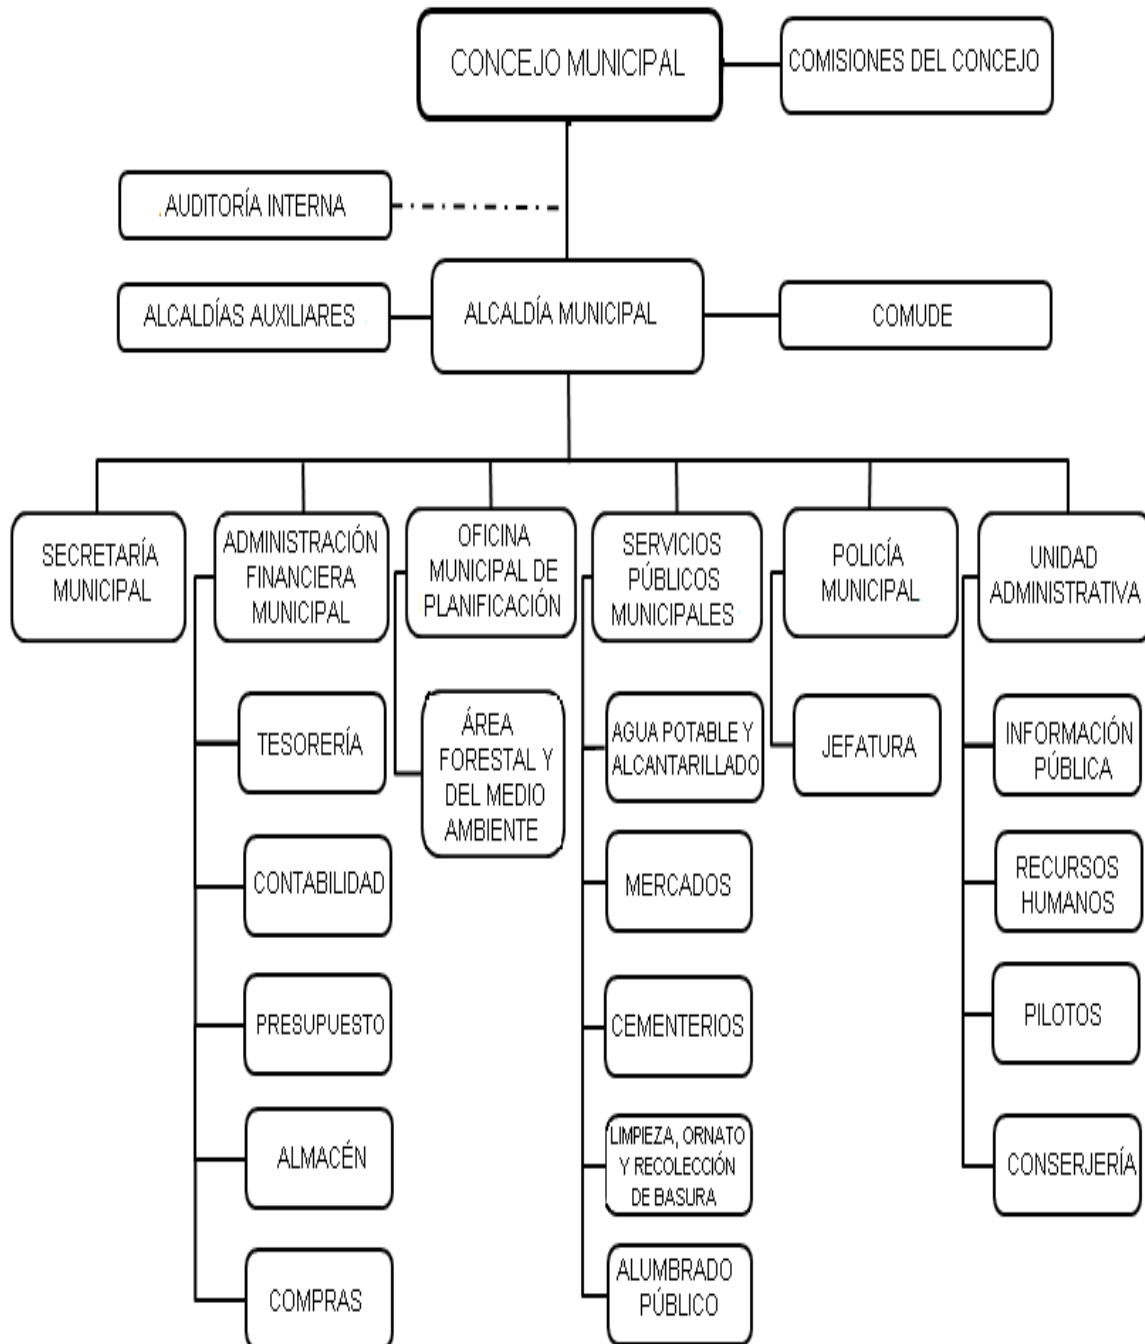 CONCEJO MUNICIPAL
COMISIONES DEL CONCEJO
AUDITORÍA INTERNA
ALCALDÍAS AUXILIARES
ALCALDÍA MUNICIPAL
COMUDE
SECRETARÍA
MUNICIPAL
ADMINISTRACIÓN
FINANCIERA
MUNICIPAL
OFICINA
MUNICIPAL DE
PLANIFICACIÓN
SERVICIOS
PÚBLICOS
MUNICIPALES
POLICÍA
MUNICIPAL
UNIDAD
ADMINISTRATIVA
TESORERÍA
CONTABILIDAD
PRESUPUESTO
ALMACÉN
COMPRAS
ÁREA
FORESTAL Y
DEL MEDIO
AMBIENTE
AGUA POTABLE Y
ALCANTARILLADO
MERCADOS
CEMENTERIOS
LIMPIEZA, ORNATO
Y RECOLECCIÓN
DE BASURA
ALUMBRADO
PÚBLICO
JEFATURA
INFORMACIÓN
PÚBLICA
RECURSOS
HUMANOS
PILOTOS
CONSERJERÍA